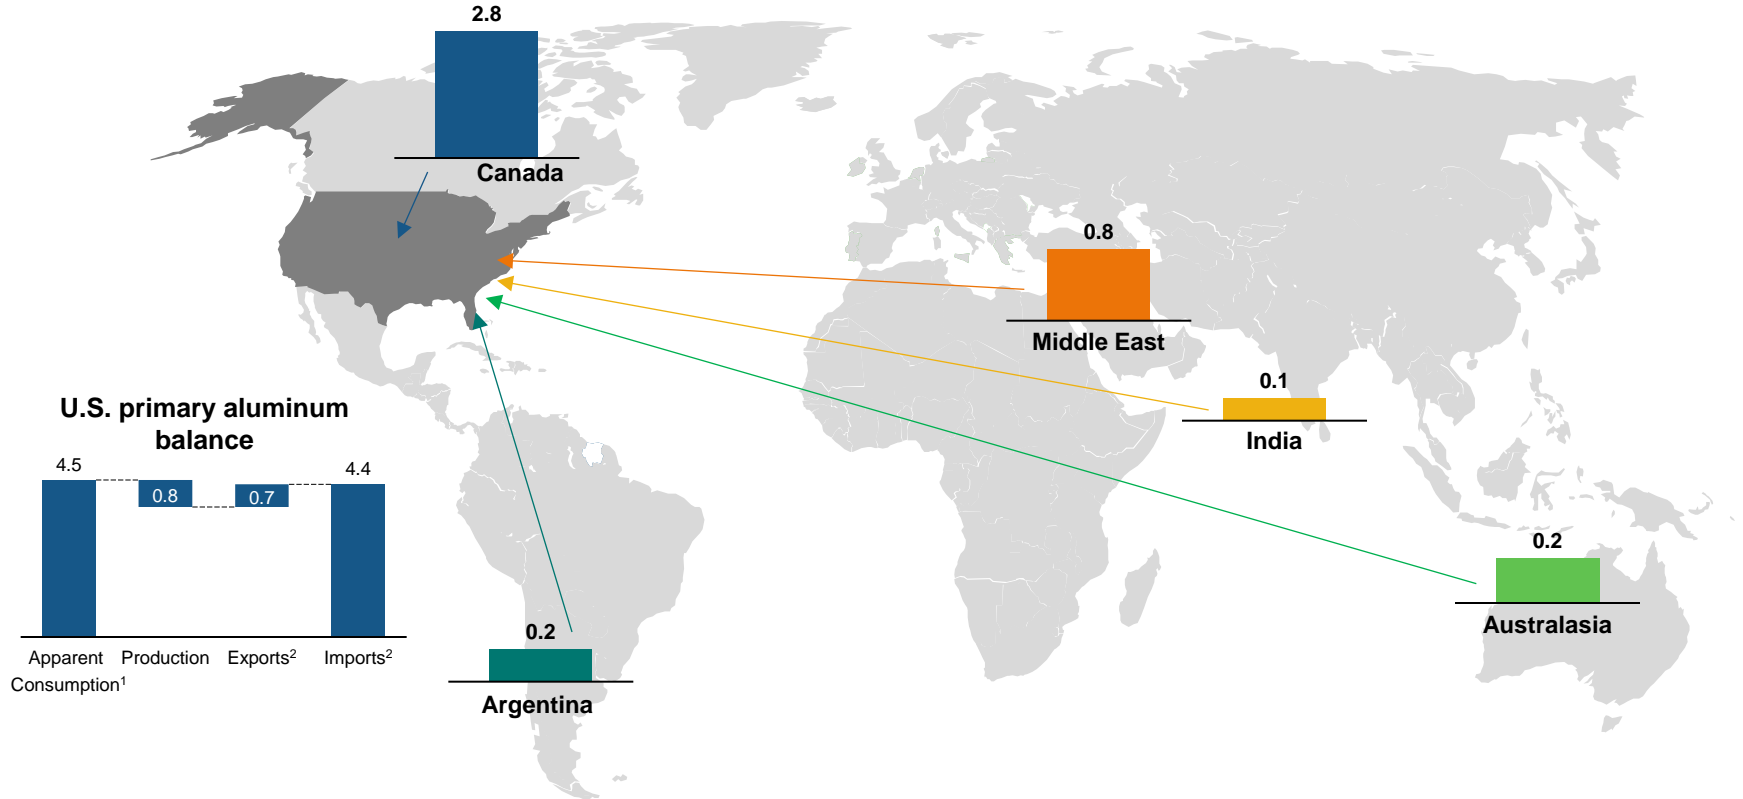 2.8
Canada
0.8
Middle East
0.1
India
0.2
Australasia
0.2
Argentina
U.S. primary aluminum
balance
4.5
0.8
0.7
4.4
Apparent
Consumption¹
Production
Exports²
Imports²